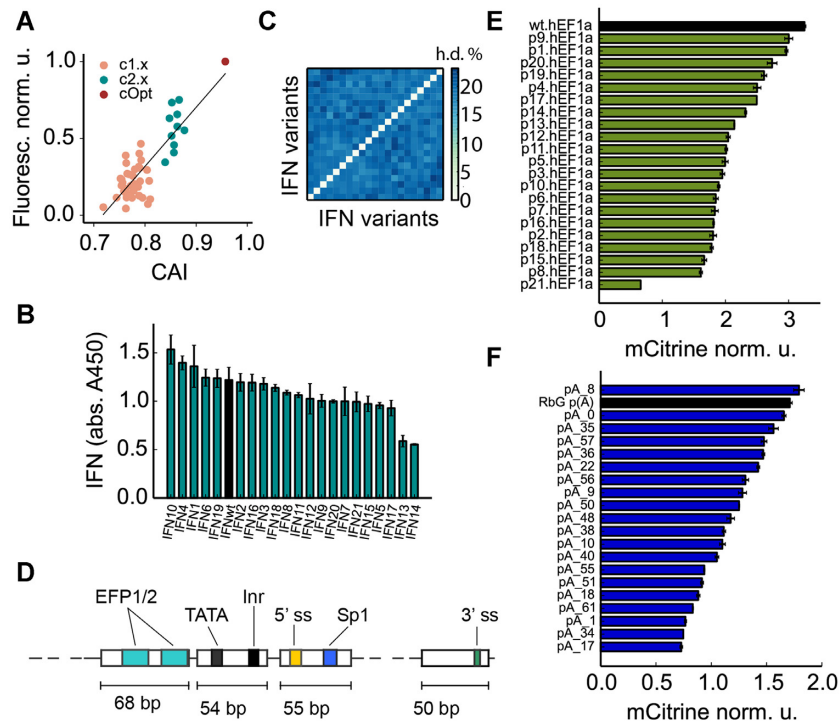 A
Fluoresc. norm. u.
1.0
0.5
0.0
c1.x
c2.x
cOpt
0.7 0.8 0.9 1.0
CAI
C
h.d. %
IFN variants
IFN variants
20
15
10
5
0
B
IFN (abs. A450)
1.5
1.0
0.5
0.0
IFN10
IFN4
IFN1
IFN6
IFN19
IFNwt
IFN2
IFN16
IFN3
IFN18
IFN8
IFN11
IFN12
IFN9
IFN20
IFN7
IFN21
IFN15
IFN5
IFN17
IFN13
IFN14
D
EFP1/2
TATA
Inr
5' ss
Sp1
3' ss
68 bp
54 bp
55 bp
50 bp
E
wt.hEF1a
p9.hEF1a
p1.hEF1a
p20.hEF1a
p19.hEF1a
p4.hEF1a
p17.hEF1a
p14.hEF1a
p13.hEF1a
p12.hEF1a
p11.hEF1a
p5.hEF1a
p3.hEF1a
p10.hEF1a
p6.hEF1a
p7.hEF1a
p16.hEF1a
p2.hEF1a
p18.hEF1a
p15.hEF1a
p8.hEF1a
p21.hEF1a
0 1 2 3
mCitrine norm. u.
F
pA_8
RbG p(A)
pA_0
pA_35
pA_57
pA_36
pA_22
pA_56
pA_9
pA_50
pA_48
pA_38
pA_10
pA_40
pA_55
pA_51
pA_18
pA_61
pA_1
pA_34
pA_17
0.0 0.5 1.0 1.5 2.0
mCitrine norm. u.